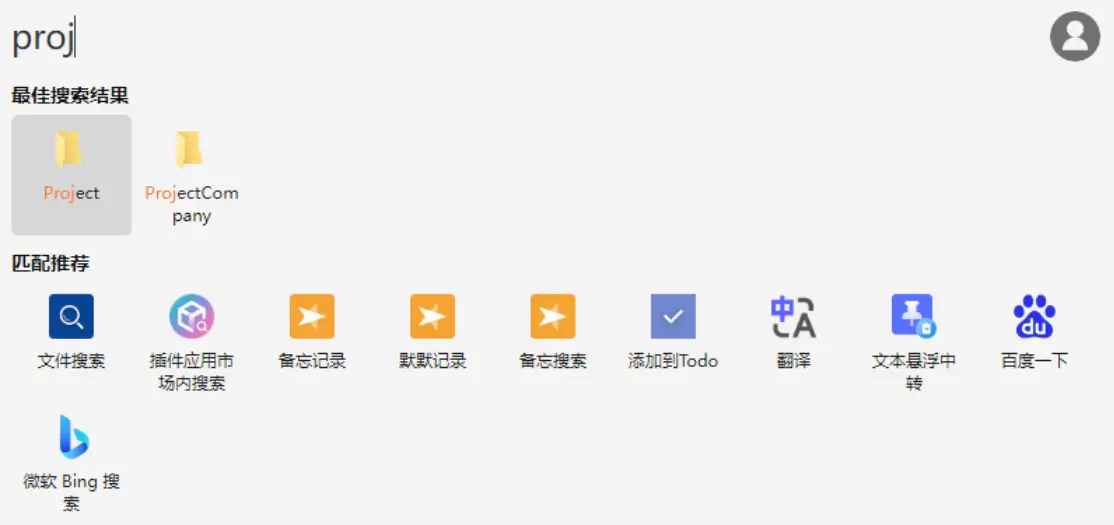 proj
最佳搜索结果
Project
ProjectCom
pany
匹配推荐
文件搜索
插件应用市
场内搜索
备忘记录
默默记录
备忘搜索
添加到Todo
中A
翻译
文本悬浮中
转
du
百度一下
微软 Bing 搜
索